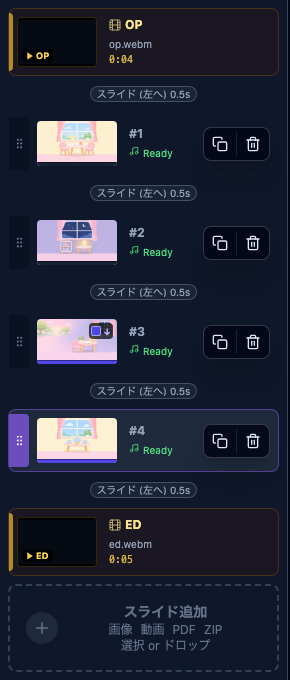 OP
op.webm
OP
0:04
スライド (左へ) 0.5s
#1
Ready
スライド (左へ) 0.5s
#2
Ready
スライド (左へ) 0.5s
#3
Ready
スライド (左へ) 0.5s
#4
Ready
スライド (左へ) 0.5s
ED
ed.webm
ED
0:05
スライド追加
画像 動画 PDF ZIP
選択 or ドロップ